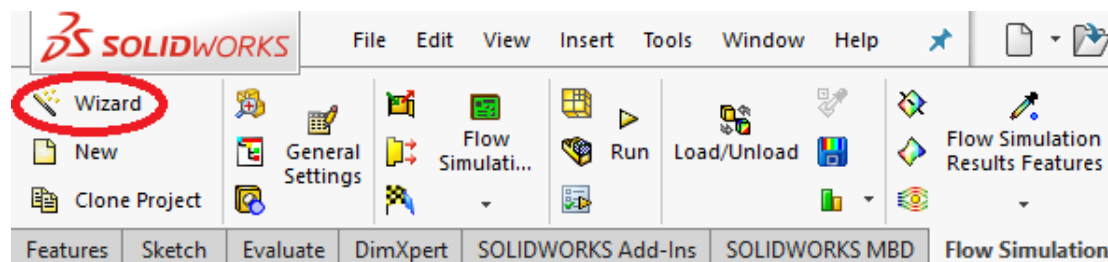 SOLIDWORKS File Edit View Insert Tools Window Help
Wizard
New
Clone Project
General
Settings
Flow
Simulati...
Run
Load/Unload
Flow Simulation
Results Features
Features Sketch Evaluate DimXpert SOLIDWORKS Add-Ins SOLIDWORKS MBD Flow Simulation